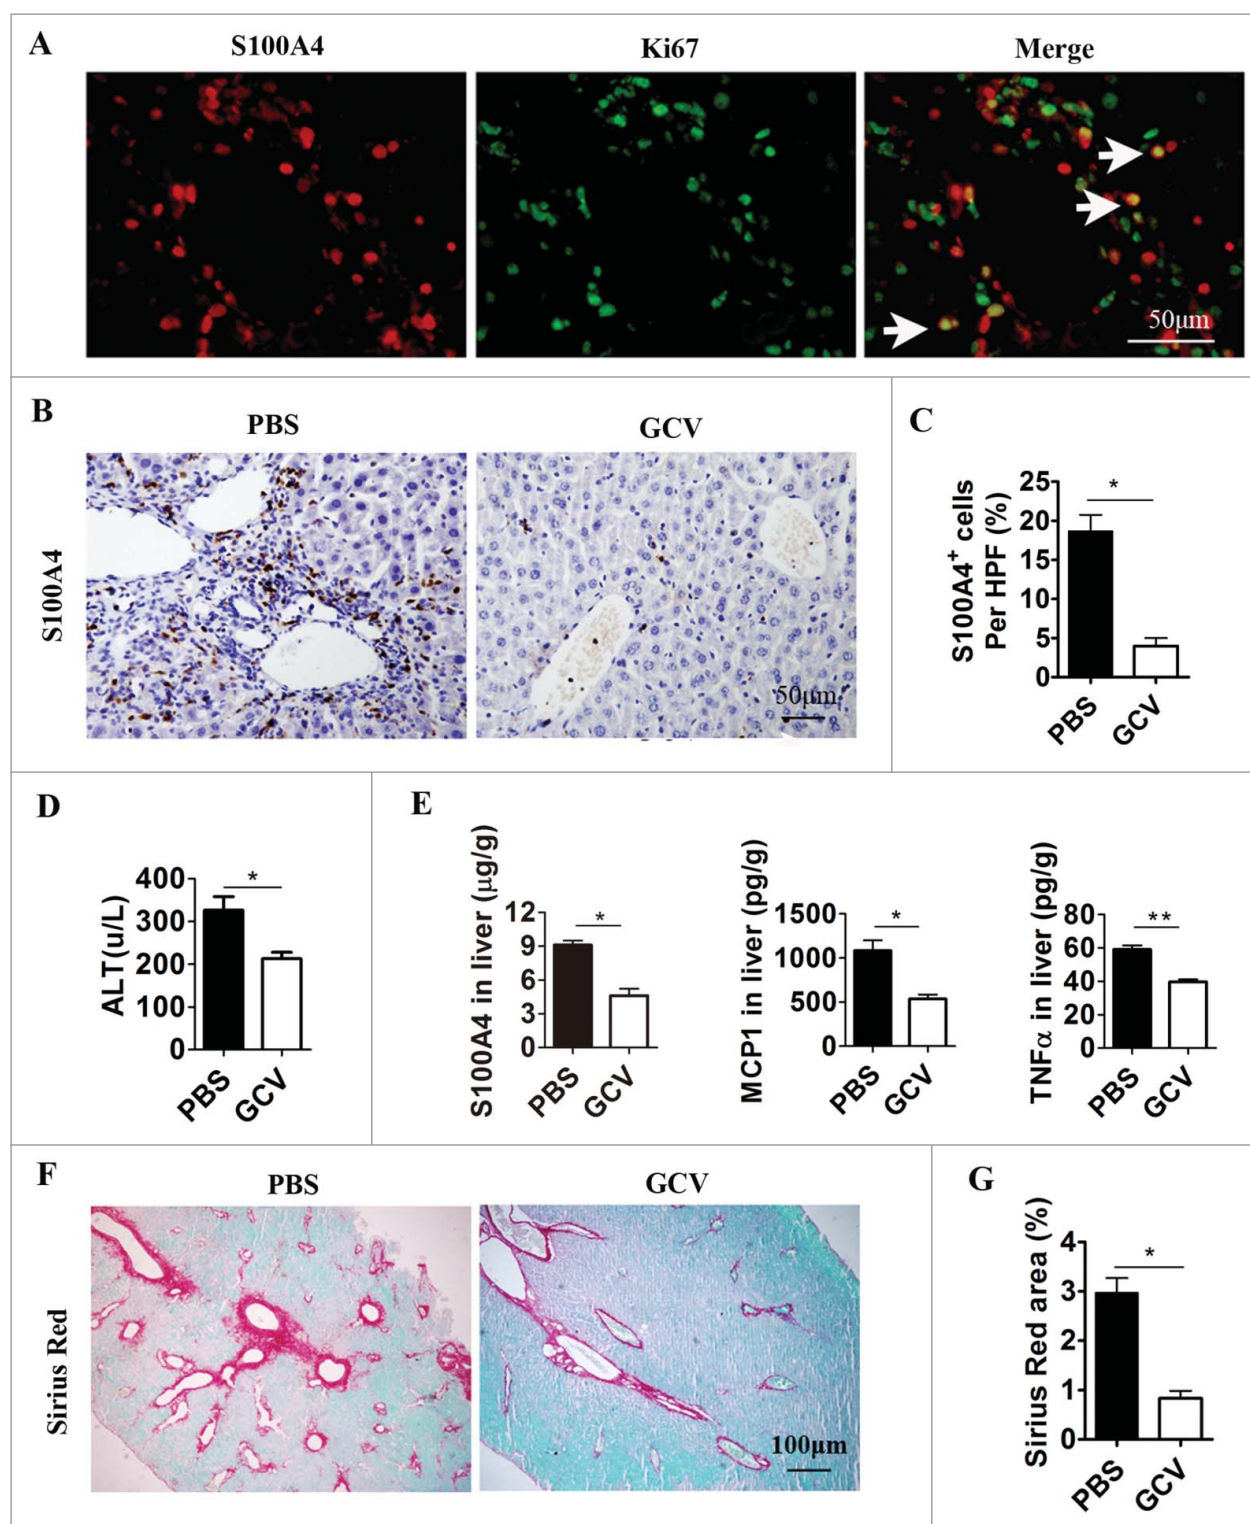 A
S100A4
Ki67
Merge
50μm
B
PBS
GCV
S100A4
50μm
C
S100A4+ cells
Per HPF (%)
25
20
15
10
5
0
*
PBS
GCV
D
ALT(u/L)
400
300
200
100
0
*
PBS
GCV
E
S100A4 in liver (μg/g)
12
9
6
3
0
*
PBS
GCV
MCP1 in liver (pg/g)
1500
1000
500
0
*
PBS
GCV
TNFα in liver (pg/g)
80
60
40
20
0
**
PBS
GCV
F
PBS
GCV
Sirius Red
100μm
G
Sirius Red area (%)
4
3
2
1
0
*
PBS
GCV